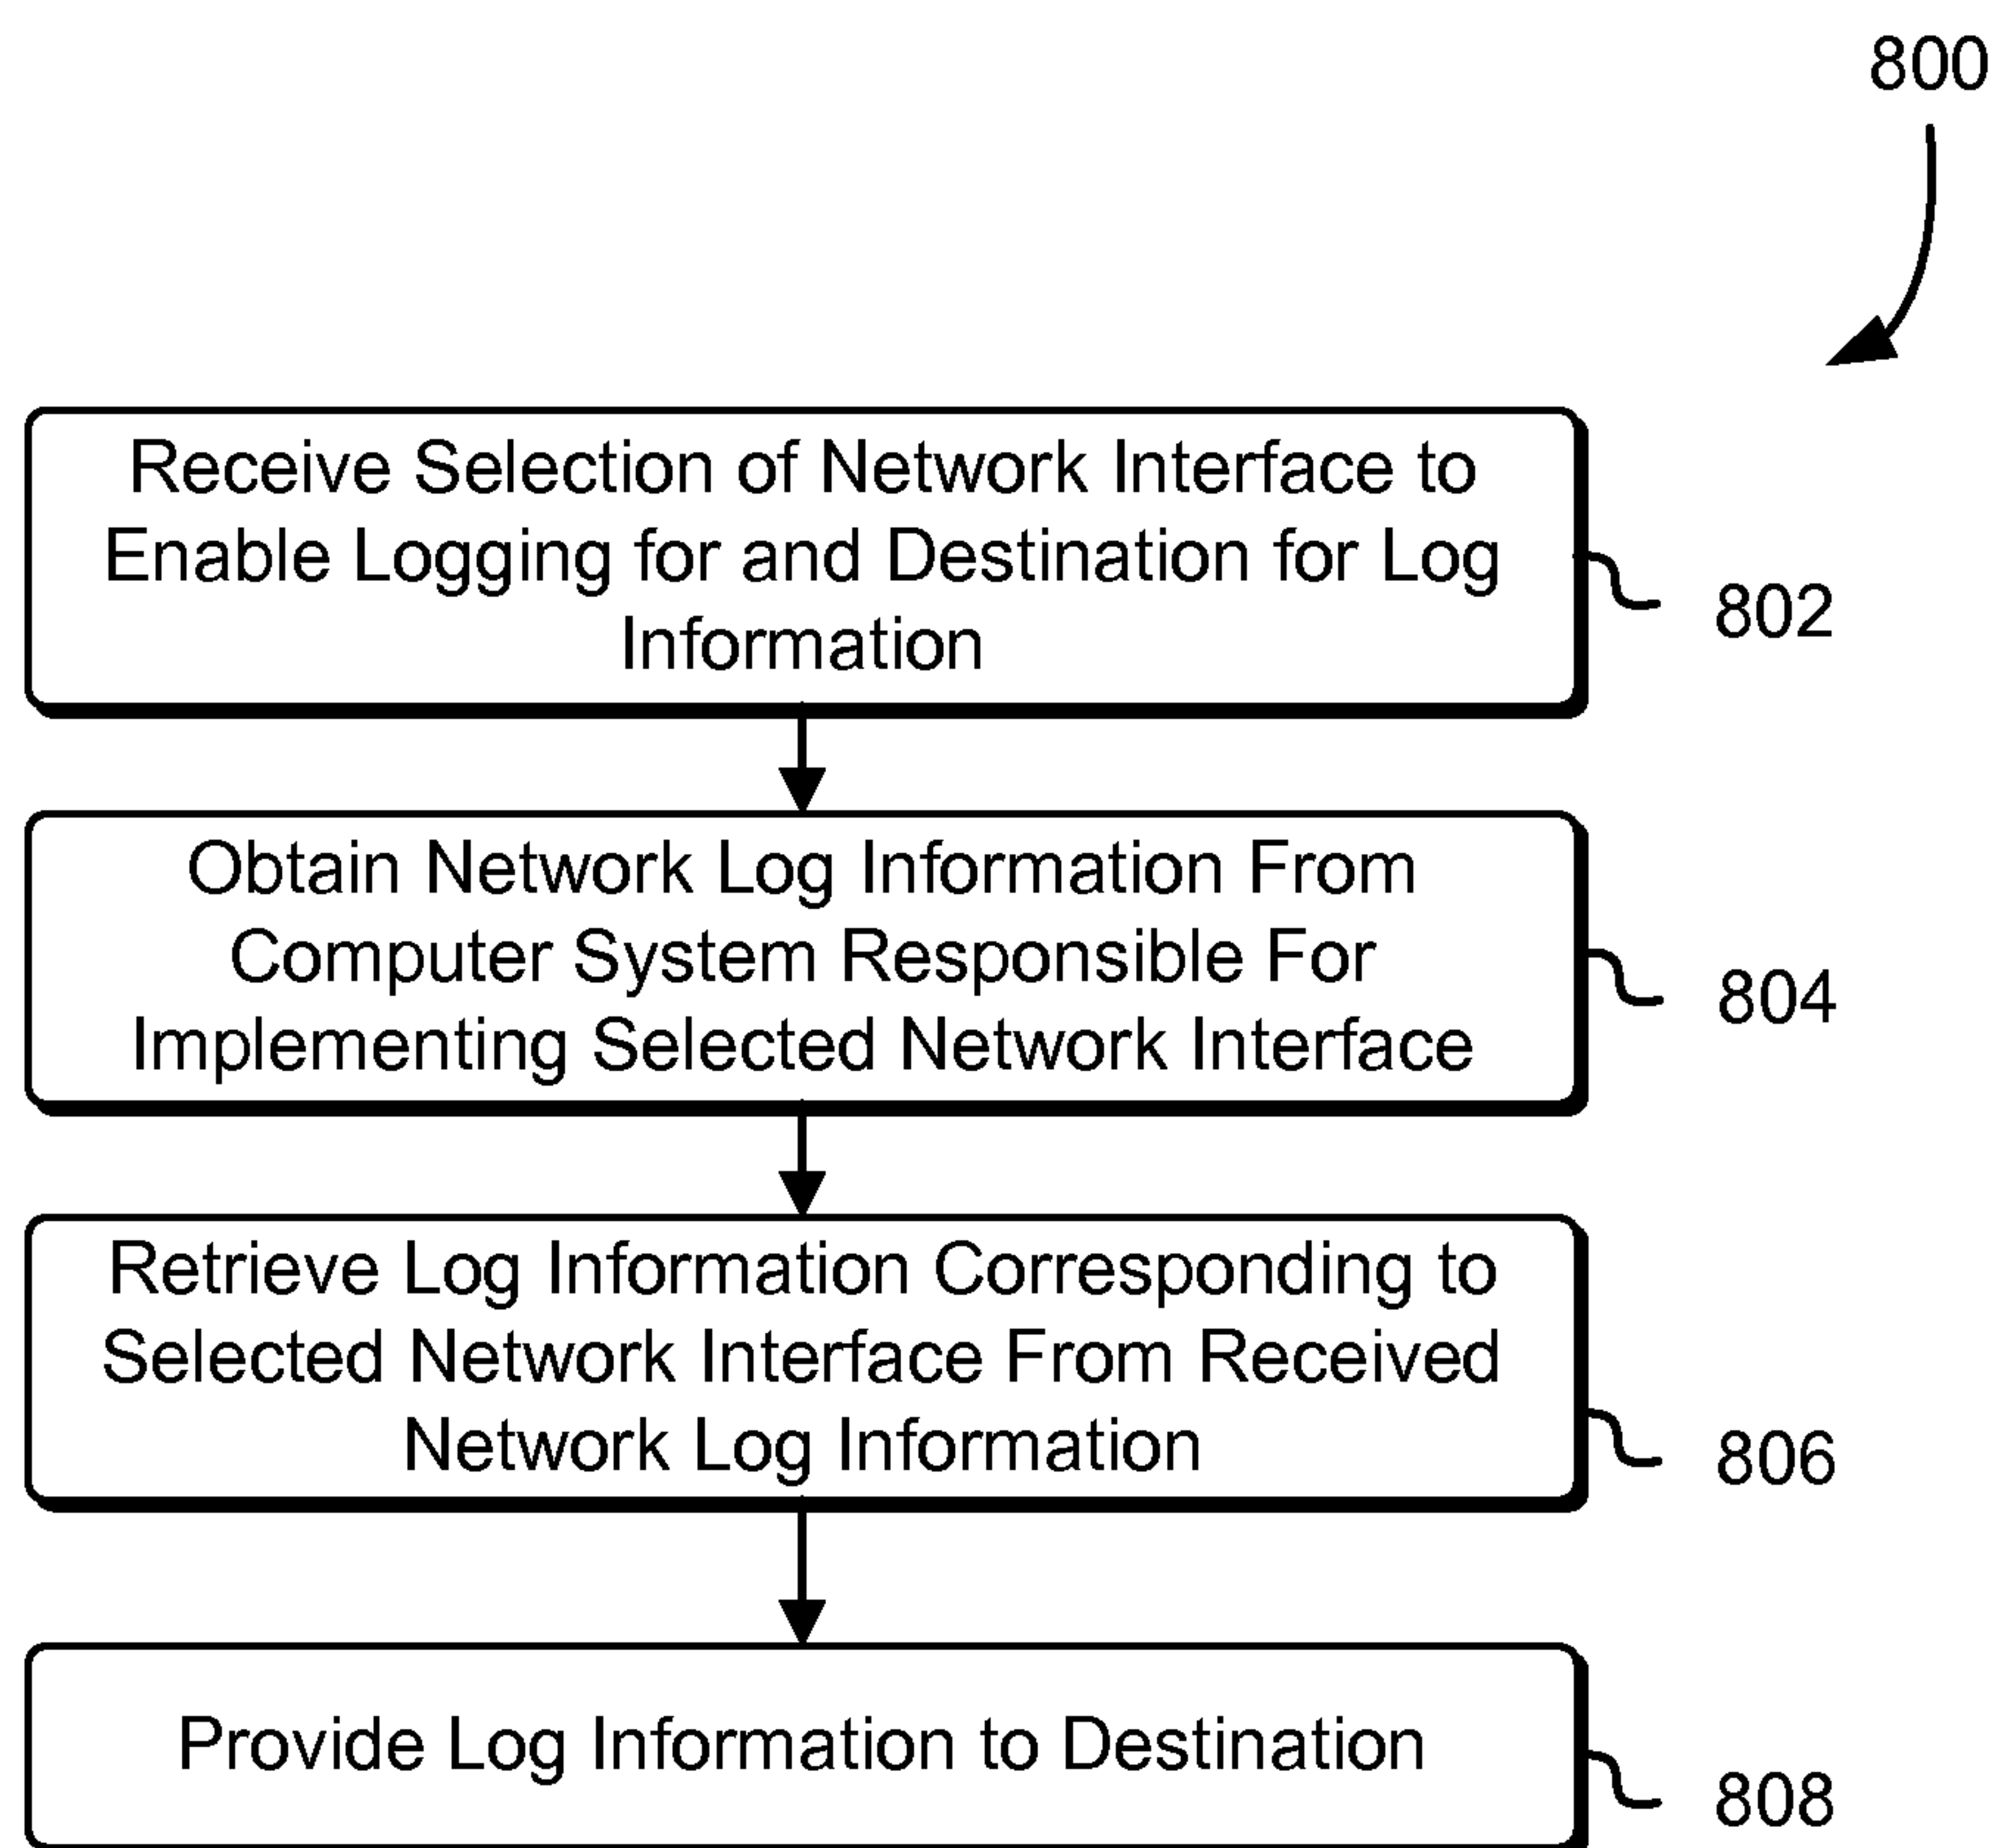 800
Receive Selection of Network Interface to
Enable Logging for and Destination for Log
Information
802
Obtain Network Log Information From
Computer System Responsible For
Implementing Selected Network Interface
804
Retrieve Log Information Corresponding to
Selected Network Interface From Received
Network Log Information
806
Provide Log Information to Destination
808